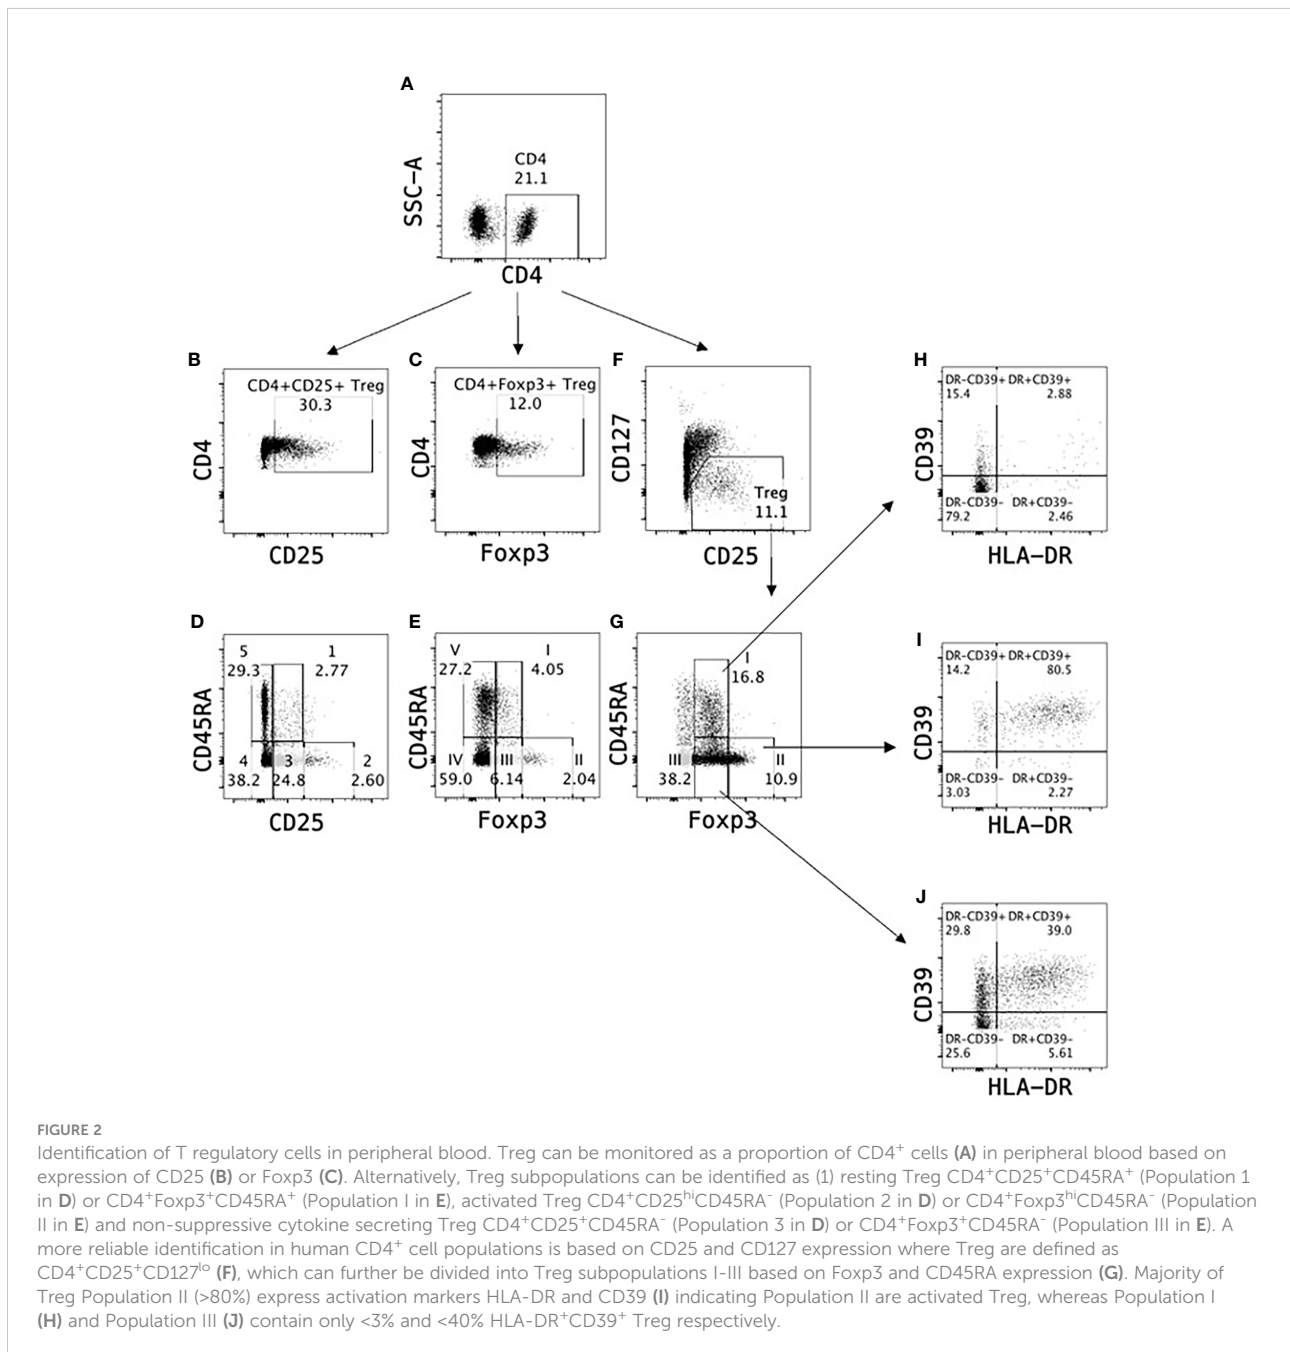 A
SSC-A
CD4
21.1
CD4
B
CD4+CD25+ Treg
30.3
CD4
CD25
C
CD4+Foxp3+ Treg
12.0
CD4
Foxp3
F
CD127
Treg
11.1
CD25
H
DR-CD39+ DR+CD39+
15.4 2.88
CD39
DR-CD39- DR+CD39-
79.2 2.46
HLA-DR
D
5 1
29.3 2.77
CD45RA
4 3 2
38.2 24.8 2.60
CD25
E
V I
27.2 4.05
CD45RA
IV III II
59.0 6.14 2.04
Foxp3
G
I
16.8
CD45RA
III II
38.2 10.9
Foxp3
I
DR-CD39+ DR+CD39+
14.2 80.5
CD39
DR-CD39- DR+CD39-
3.03 2.27
HLA-DR
J
DR-CD39+ DR+CD39+
29.8 39.0
CD39
DR-CD39- DR+CD39-
25.6 5.61
HLA-DR
FIGURE 2
Identification of T regulatory cells in peripheral blood. Treg can be monitored as a proportion of CD4⁺ cells (A) in peripheral blood based on
expression of CD25 (B) or Foxp3 (C). Alternatively, Treg subpopulations can be identified as (1) resting Treg CD4⁺CD25⁺CD45RA⁺ (Population 1
in D) or CD4⁺Foxp3⁺CD45RA⁺ (Population I in E), activated Treg CD4⁺CD25ʰⁱCD45RA⁻ (Population 2 in D) or CD4⁺Foxp3ʰⁱCD45RA⁻ (Population
II in E) and non-suppressive cytokine secreting Treg CD4⁺CD25⁺CD45RA⁻ (Population 3 in D) or CD4⁺Foxp3⁺CD45RA⁻ (Population III in E). A
more reliable identification in human CD4⁺ cell populations is based on CD25 and CD127 expression where Treg are defined as
CD4⁺CD25⁺CD127ˡᵒ (F), which can further be divided into Treg subpopulations I-III based on Foxp3 and CD45RA expression (G). Majority of
Treg Population II (>80%) express activation markers HLA-DR and CD39 (I) indicating Population II are activated Treg, whereas Population I
(H) and Population III (J) contain only <3% and <40% HLA-DR⁺CD39⁺ Treg respectively.